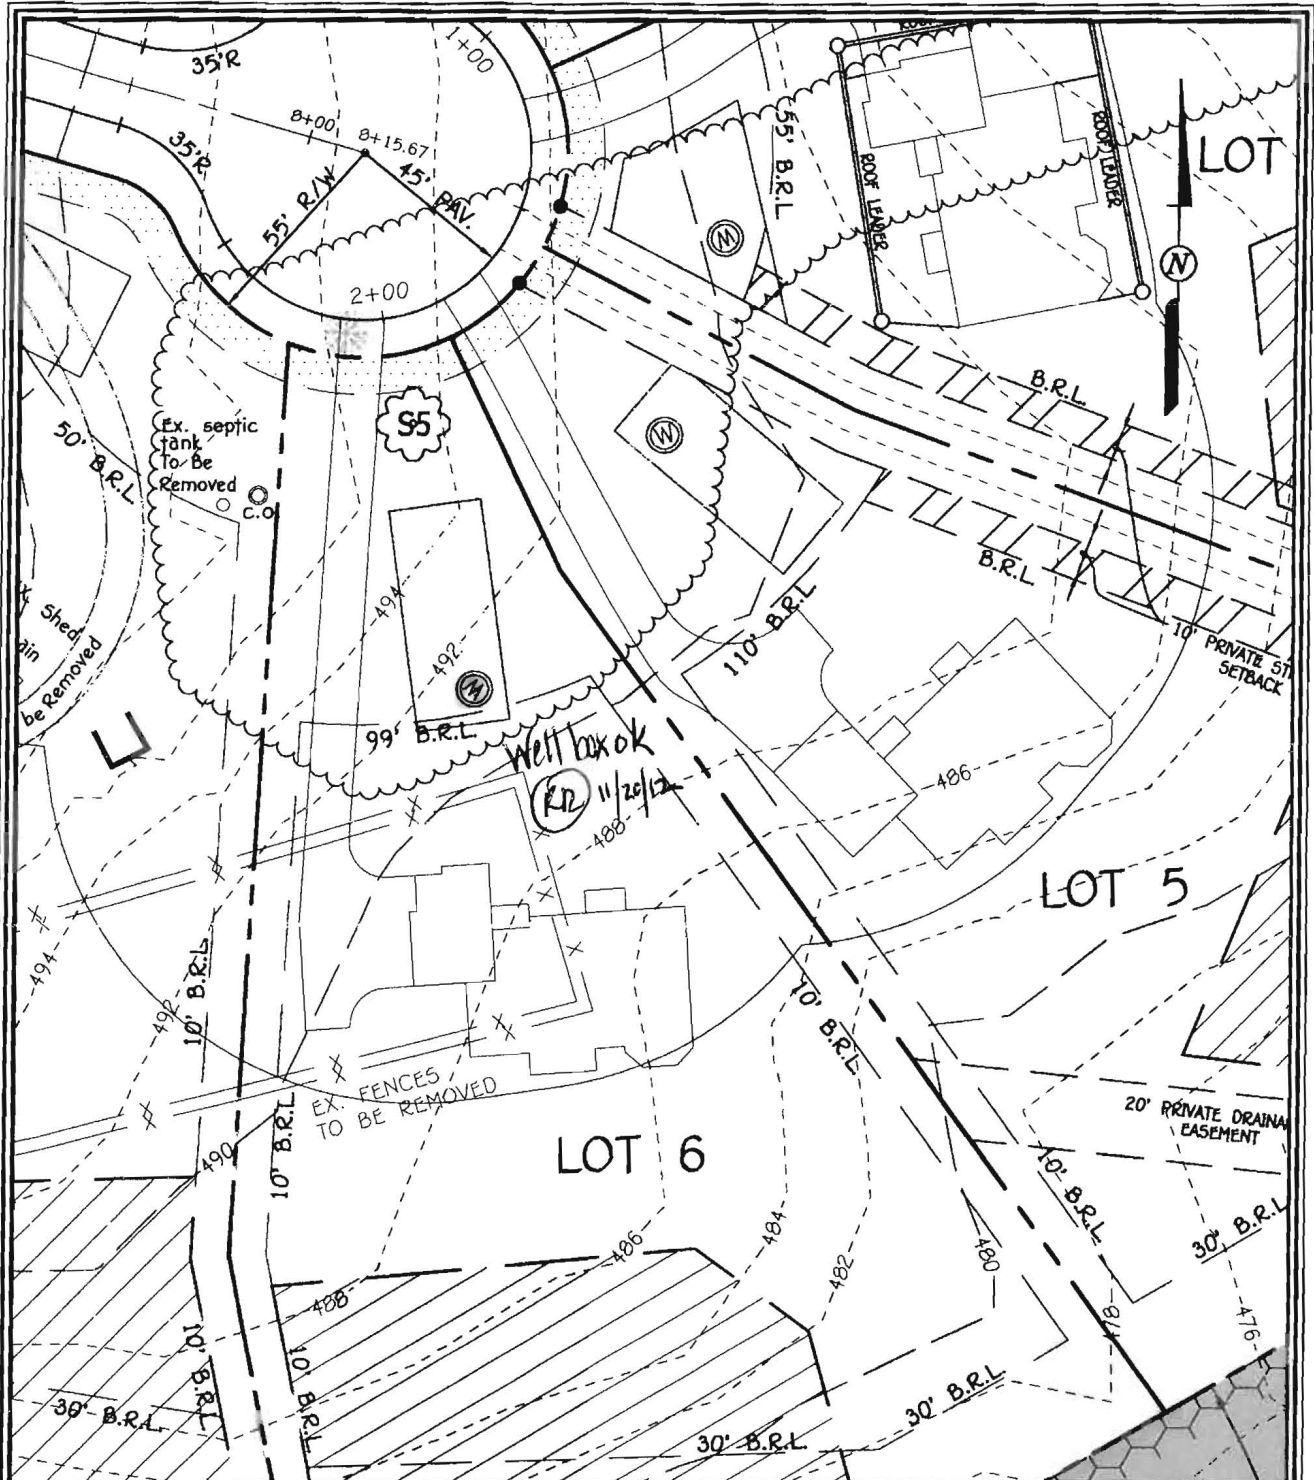 ROOF
1+00
35'R
8+00
8+15.67
35'R
45' PAV.
55' R/W
55' B.R.L
ROOF LEADER
ROOF LEADER
LOT
W
N
2+00
B.R.L.
S-5
W
50' B.R.L
Ex. septic
tank
To Be
Removed
C.O.
B.R.L
Shed
be Removed
494
110' B.R.L
10' PRIVATE ST
SETBACK
492
W
99' B.R.L
Well box ok
11/20/12
488
486
LOT 5
494
492
10' B.R.L
10' B.R.L
EX. FENCES
TO BE REMOVED
20' PRIVATE DRAINA
EASEMENT
490
10' B.R.L
LOT 6
10' B.R.L
30' B.R.L
486
484
482
480
478
476
488
10' B.R.L
10' B.R.L
30' B.R.L.
30' B.R.L.
30' B.R.L.